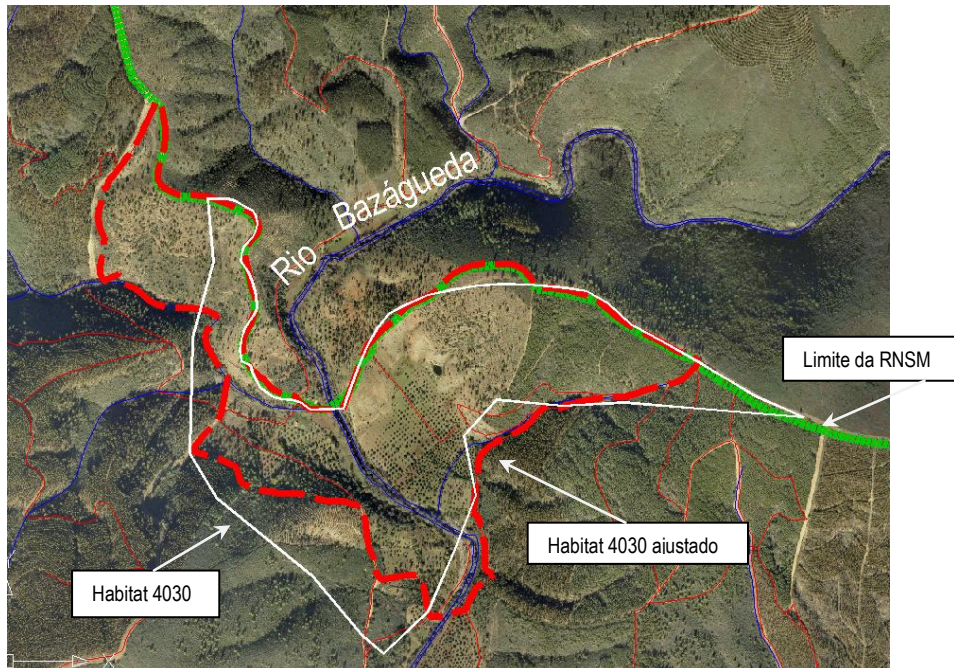 Rio Bazágueda
Limite da RNSM
Habitat 4030 ajustado
Habitat 4030
X